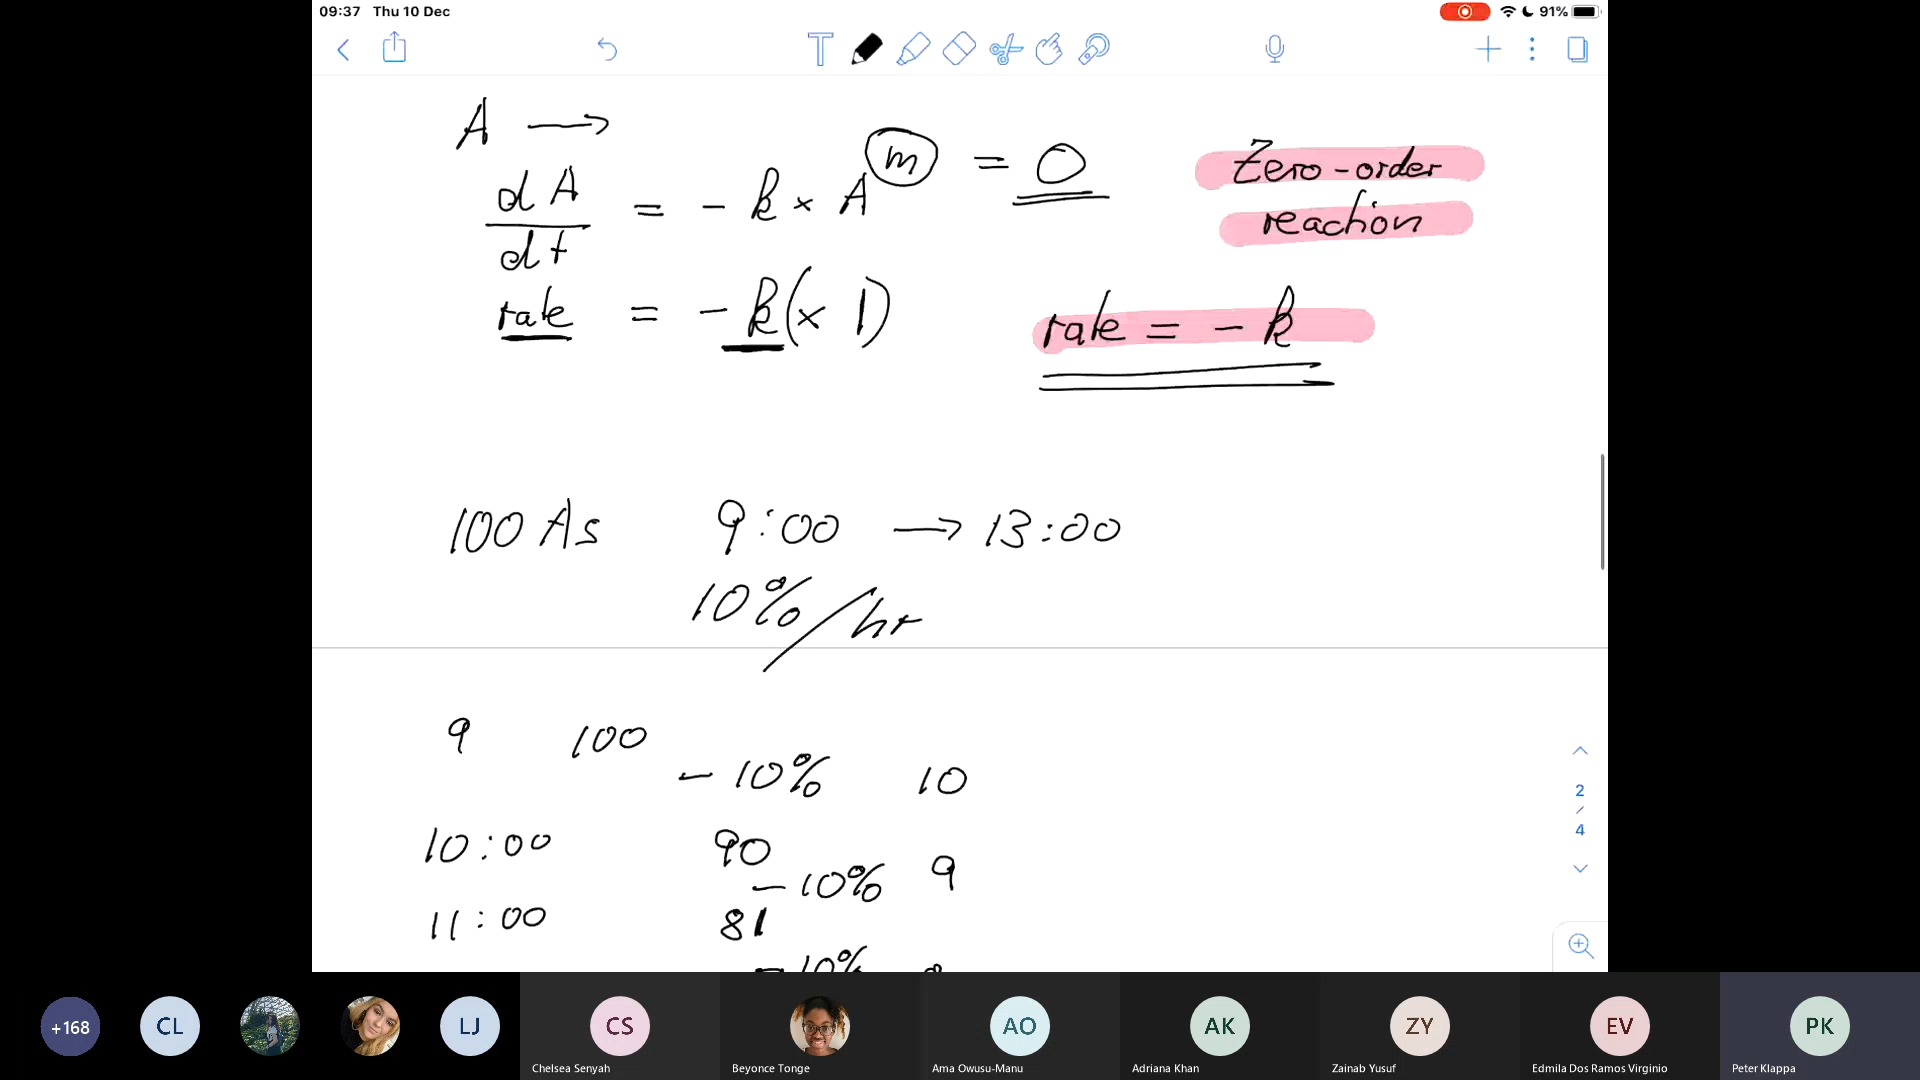 09:37 Thu 10 Dec
91%
T
A →
dA/dt = - k × A^m = 0
Zero-order
reaction
rate = - k (× 1)
rate = - k
100 As 9:00 → 13:00
10%/hr
9 100
- 10% 10
10:00 90
- 10% 9
11:00 81
- 10%
2
/
4
+168
CL
LJ
CS
AO
AK
ZY
EV
PK
Chelsea Senyah
Beyonce Tonge
Ama Owusu-Manu
Adriana Khan
Zainab Yusuf
Edmila Dos Ramos Virginio
Peter Klappa